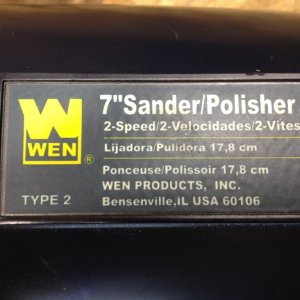 W
WEN ®
TYPE 2
7"Sander/Polisher
2-Speed/2-Velocidades/2-Vites
Lijadora/Pulidora 17,8 cm
Ponceuse/Polissoir 17,8 cm
WEN PRODUCTS, INC.
Bensenville,IL USA 60106